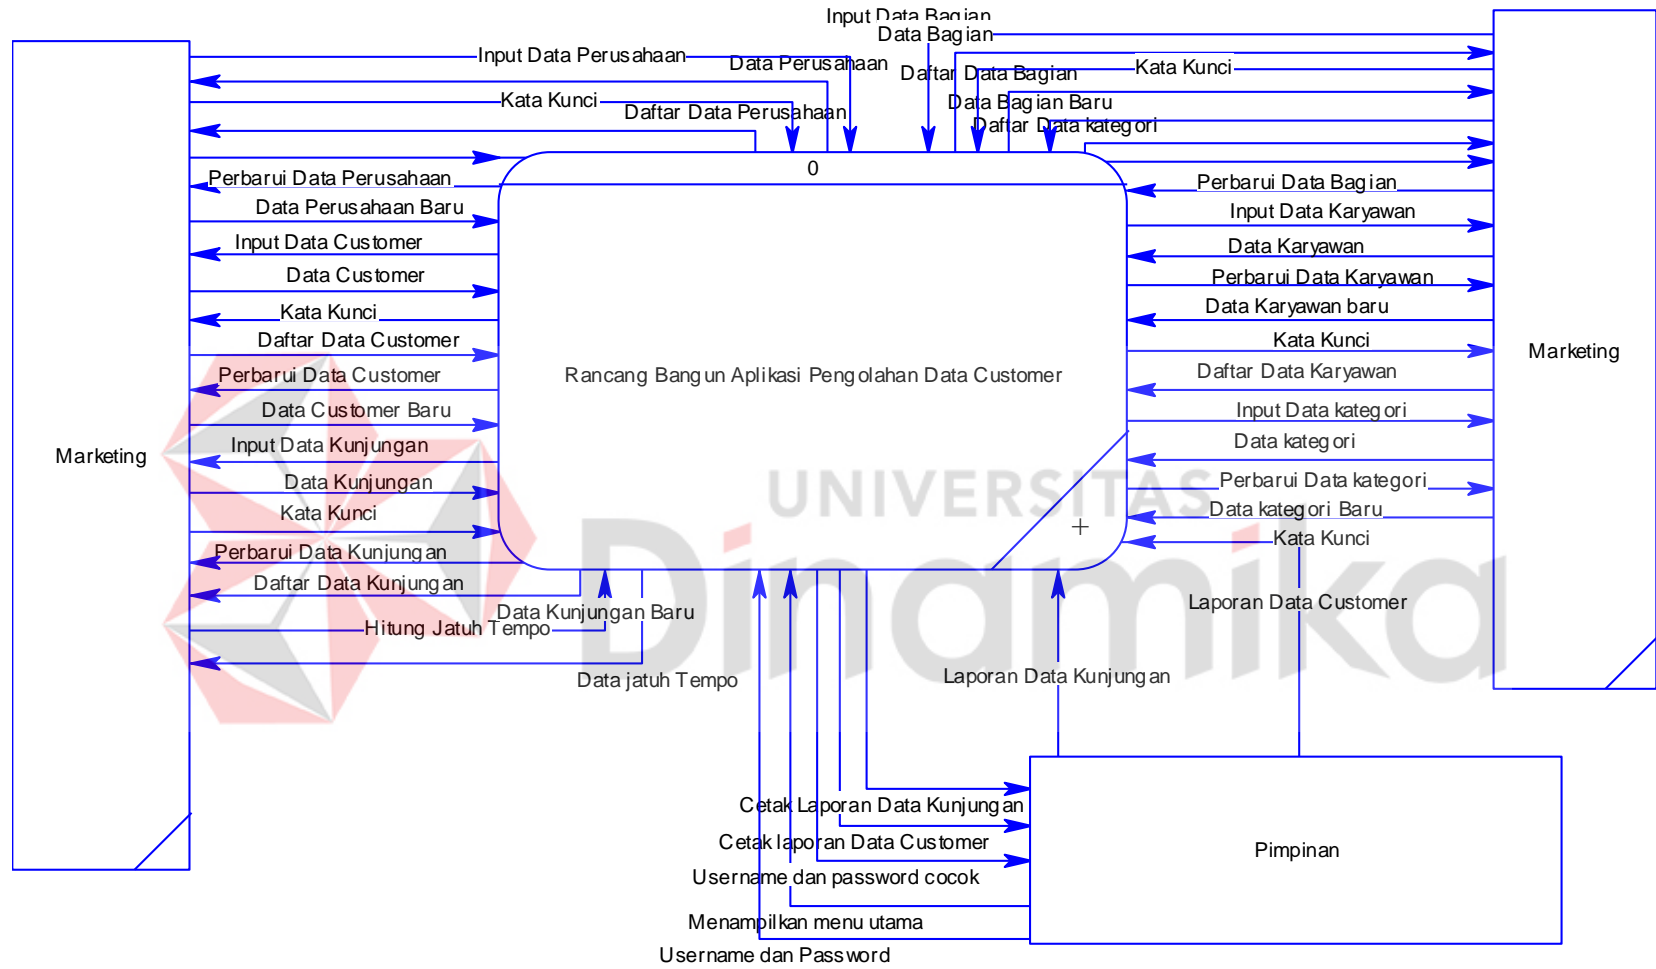 Input Data Bagian
Data Bagian
Input Data Perusahaan
Data Perusahaan
Daftar Data Bagian
Kata Kunci
Kata Kunci
Daftar Data Perusahaan
Data Bagian Baru
Daftar Data kategori
0
Perbarui Data Perusahaan
Data Perusahaan Baru
Input Data Customer
Data Customer
Kata Kunci
Daftar Data Customer
Perbarui Data Customer
Data Customer Baru
Input Data Kunjungan
Data Kunjungan
Kata Kunci
Perbarui Data Kunjungan
Daftar Data Kunjungan
Data Kunjungan Baru
Hitung Jatuh Tempo
Data jatuh Tempo
Marketing
Rancang Bangun Aplikasi Pengolahan Data Customer
Perbarui Data Bagian
Input Data Karyawan
Data Karyawan
Perbarui Data Karyawan
Data Karyawan baru
Kata Kunci
Daftar Data Karyawan
Input Data kategori
Data kategori
Perbarui Data kategori
Data kategori Baru
Kata Kunci
Marketing
UNIVERSITAS
Dinamika
Laporan Data Customer
Laporan Data Kunjungan
Cetak Laporan Data Kunjungan
Cetak laporan Data Customer
Username dan password cocok
Menampilkan menu utama
Username dan Password
Pimpinan